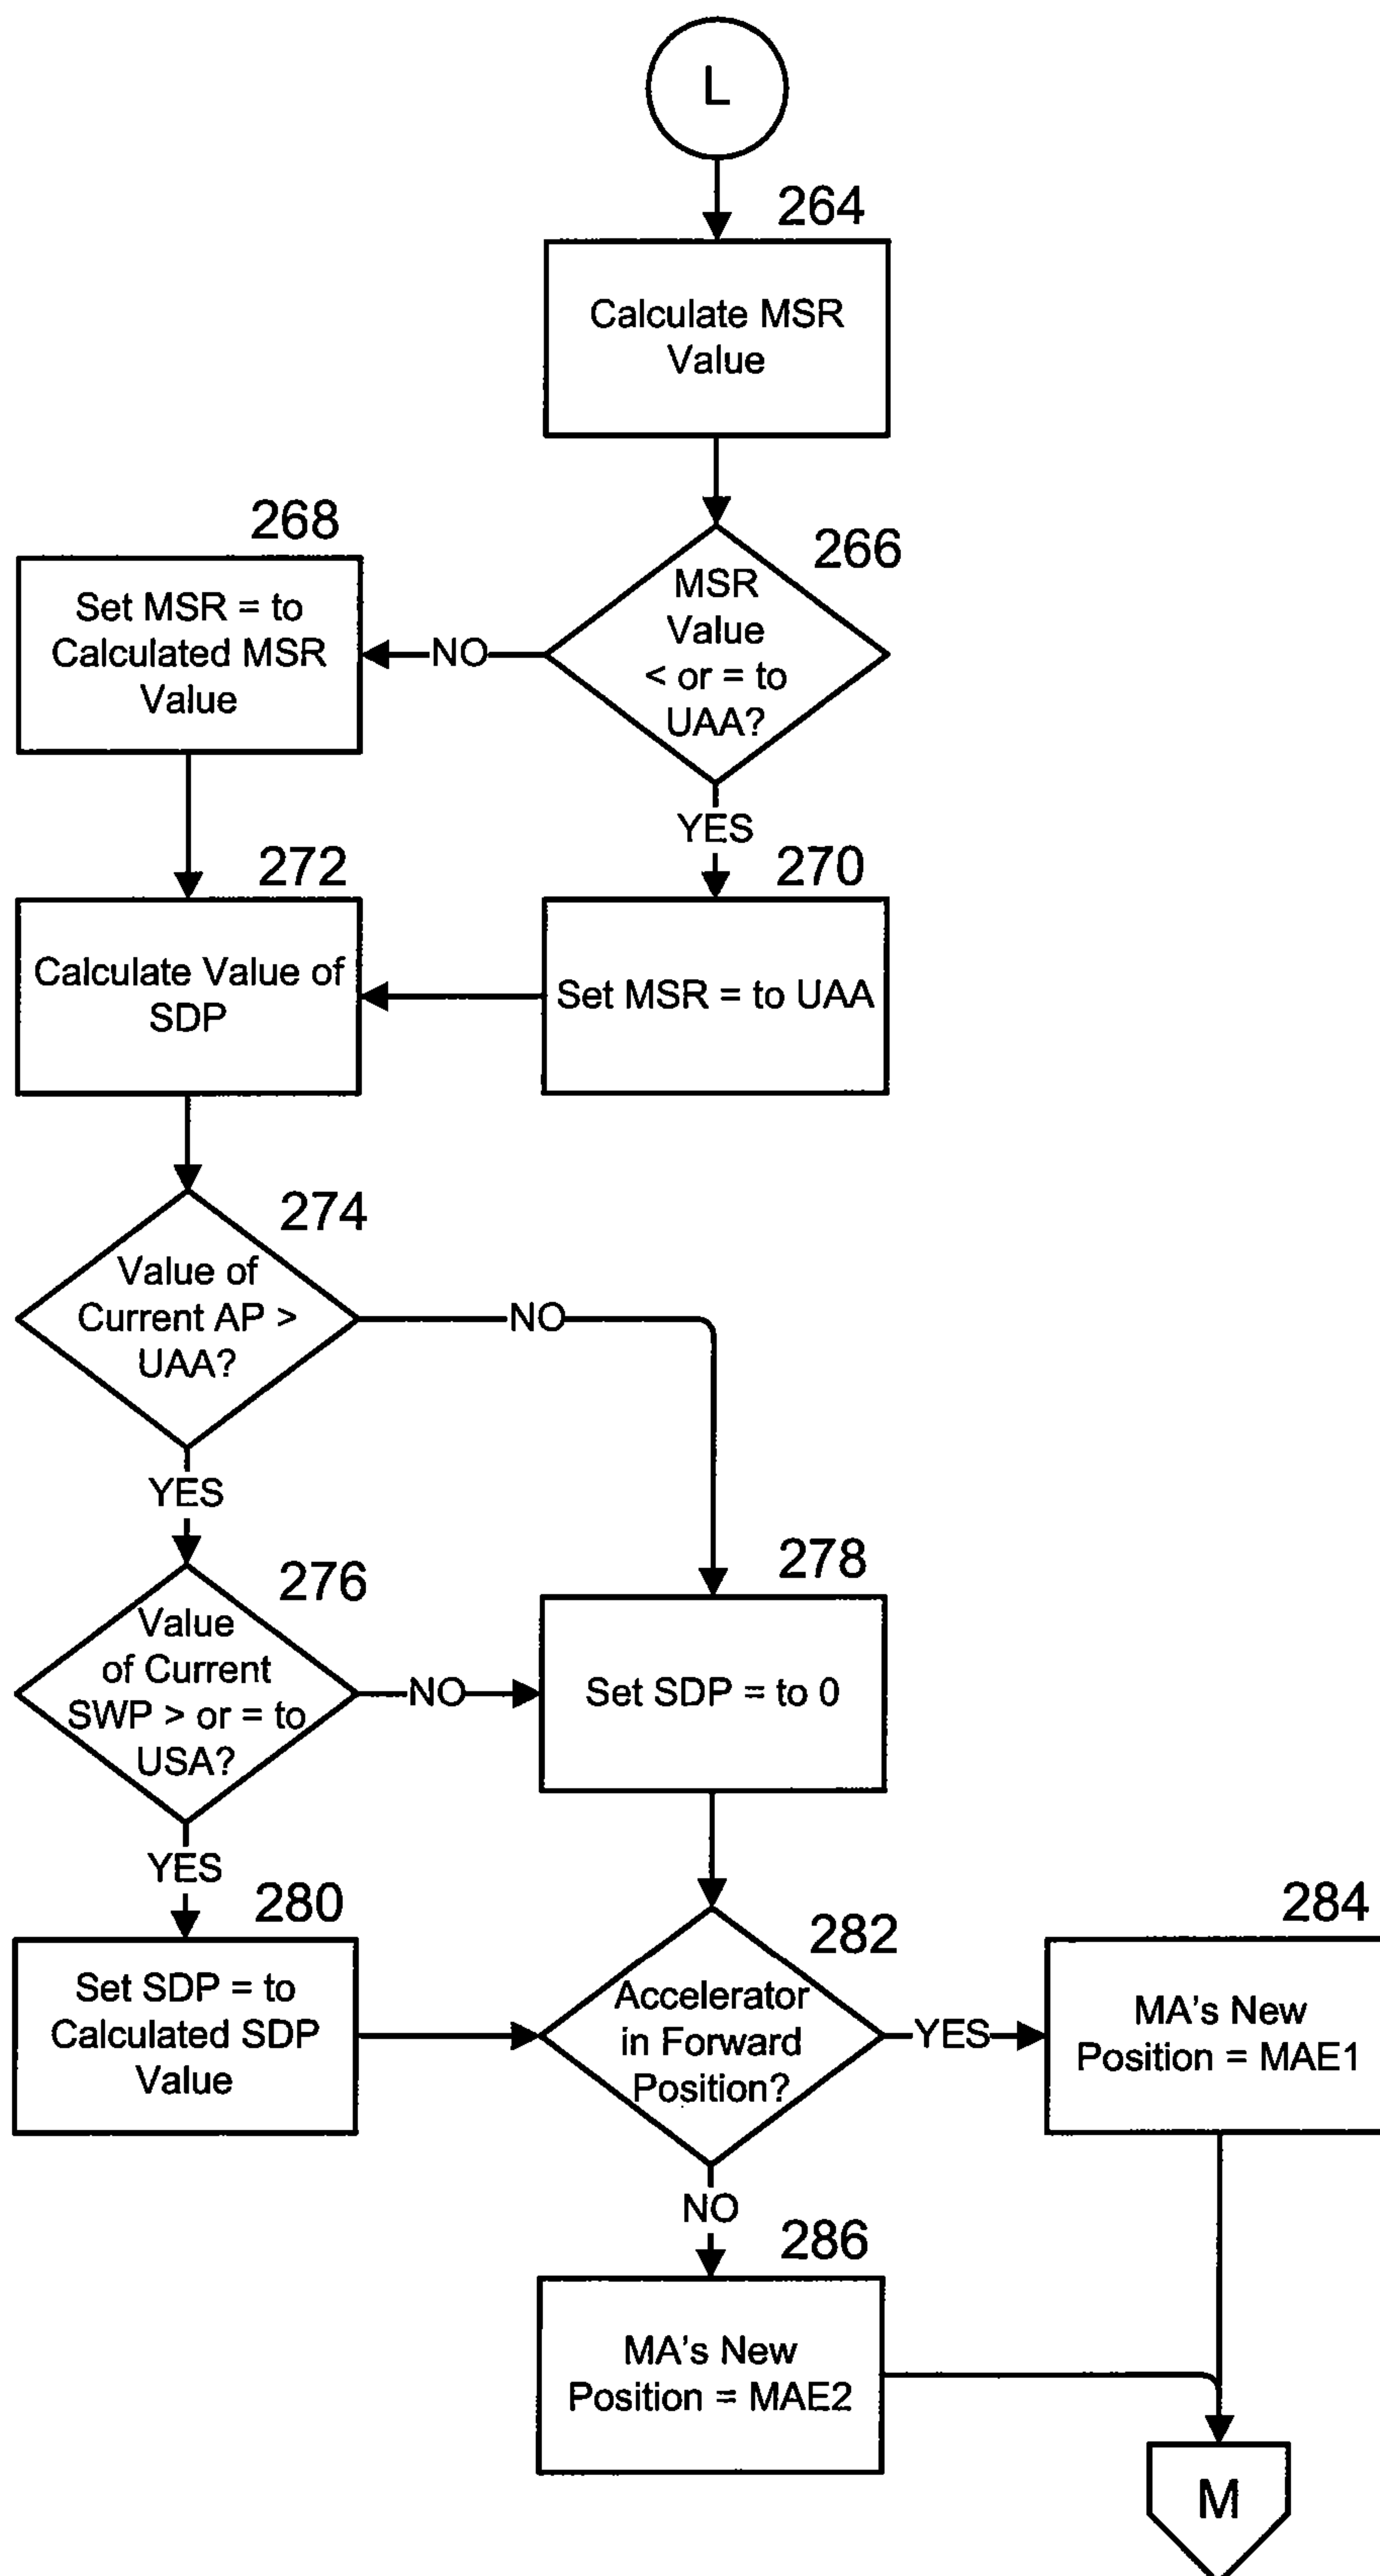 L
264
Calculate MSR
Value
268
266
Set MSR = to
Calculated MSR
Value
NO
MSR
Value
< or = to
UAA?
YES
272
270
Calculate Value of
SDP
Set MSR = to UAA
274
Value of
Current AP >
UAA?
NO
YES
276
278
Value
of Current
SWP > or = to
USA?
NO
Set SDP = to 0
YES
280
282
284
Set SDP = to
Calculated SDP
Value
Accelerator
in Forward
Position?
YES
MA's New
Position = MAE1
NO
286
MA's New
Position = MAE2
M